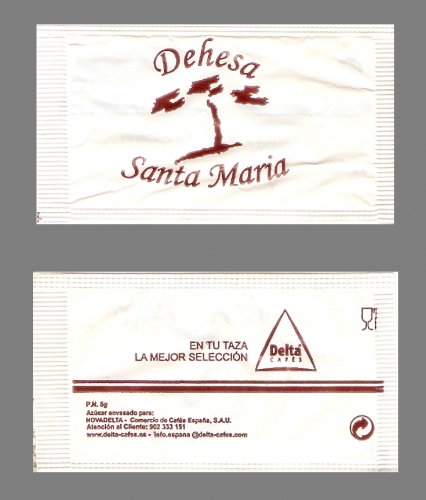 Dehesa
Santa Maria
EN TU TAZA
LA MEJOR SELECCIÓN
Delta
CAFÉS
P.N. 8g
Azúcar envasado para:
NOVADELTA - Comercio de Cafés España, S.A.U.
Atención al Cliente: 902 333 151
www.delta-cafes.es - info.espana@delta-cafes.com